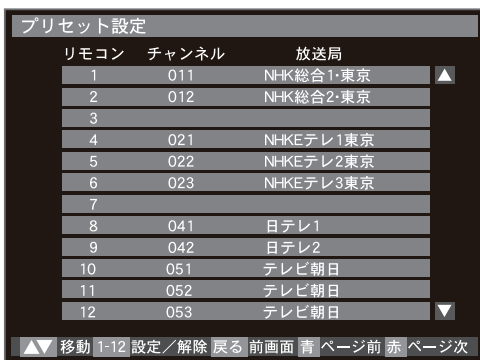 プリセット設定
リモコン チャンネル 放送局
1 011 NHK総合1・東京
2 012 NHK総合2・東京
3
4 021 NHKEテレ1東京
5 022 NHKEテレ2東京
6 023 NHKEテレ3東京
7
8 041 日テレ1
9 042 日テレ2
10 051 テレビ朝日
11 052 テレビ朝日
12 053 テレビ朝日
▲▼ 移動 1-12 設定/解除 戻る 前画面 青 ページ前 赤 ページ次